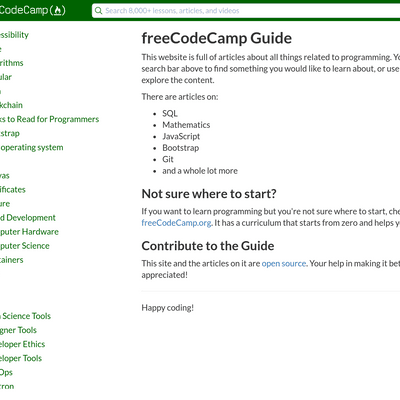 CodeCamp
Search 8,000+ lessons, articles, and videos
ssibility
rithms
ular
kchain
ks to Read for Programmers
strap
operating system
vas
ificates
ure
d Development
puter Hardware
puter Science
tainers
Science Tools
igner Tools
eloper Ethics
eloper Tools
Ops
tron
freeCodeCamp Guide
This website is full of articles about all things related to programming. Yo
search bar above to find something you would like to learn about, or use
explore the content.
There are articles on:
SQL
Mathematics
JavaScript
Bootstrap
Git
and a whole lot more
Not sure where to start?
If you want to learn programming but you're not sure where to start, che
freeCodeCamp.org. It has a curriculum that starts from zero and helps y
Contribute to the Guide
This site and the articles on it are open source. Your help in making it bet
appreciated!
Happy coding!